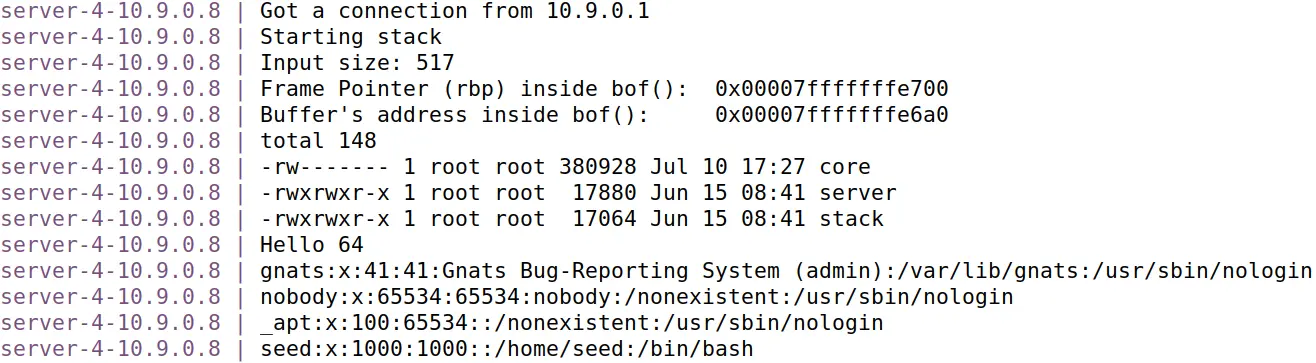 server-4-10.9.0.8 | Got a connection from 10.9.0.1
server-4-10.9.0.8 | Starting stack
server-4-10.9.0.8 | Input size: 517
server-4-10.9.0.8 | Frame Pointer (rbp) inside bof():  0x00007fffffffe700
server-4-10.9.0.8 | Buffer's address inside bof():     0x00007fffffffe6a0
server-4-10.9.0.8 | total 148
server-4-10.9.0.8 | -rw------- 1 root root 380928 Jul 10 17:27 core
server-4-10.9.0.8 | -rwxrwxr-x 1 root root  17880 Jun 15 08:41 server
server-4-10.9.0.8 | -rwxrwxr-x 1 root root  17064 Jun 15 08:41 stack
server-4-10.9.0.8 | Hello 64
server-4-10.9.0.8 | gnats:x:41:41:Gnats Bug-Reporting System (admin):/var/lib/gnats:/usr/sbin/nologin
server-4-10.9.0.8 | nobody:x:65534:65534:nobody:/nonexistent:/usr/sbin/nologin
server-4-10.9.0.8 | _apt:x:100:65534::/nonexistent:/usr/sbin/nologin
server-4-10.9.0.8 | seed:x:1000:1000::/home/seed:/bin/bash